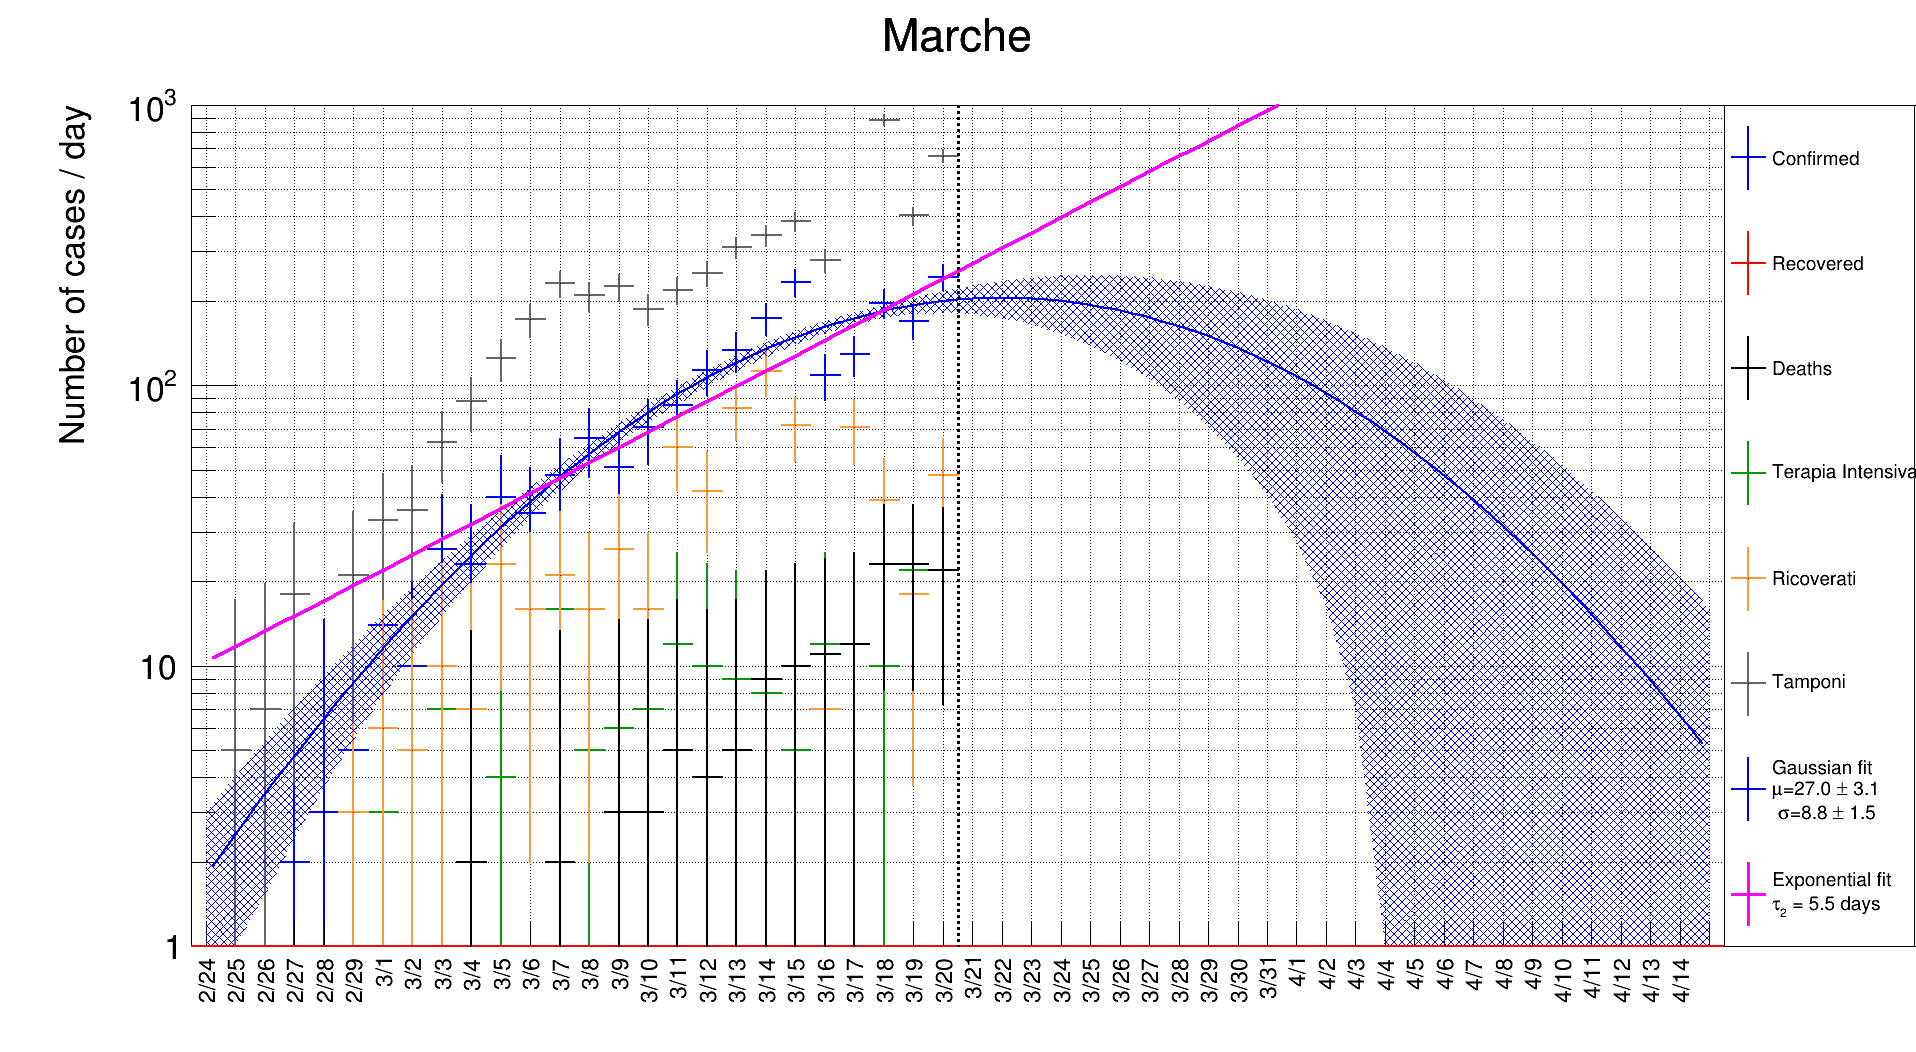 Marche
Number of cases / day
10³
10²
10
1
2/24 2/25 2/26 2/27 2/28 2/29 3/1 3/2 3/3 3/4 3/5 3/6 3/7 3/8 3/9 3/10 3/11 3/12 3/13 3/14 3/15 3/16 3/17 3/18 3/19 3/20 3/21 3/22 3/23 3/24 3/25 3/26 3/27 3/28 3/29 3/30 3/31 4/1 4/2 4/3 4/4 4/5 4/6 4/7 4/8 4/9 4/10 4/11 4/12 4/13 4/14
Confirmed
Recovered
Deaths
Terapia Intensiva
Ricoverati
Tamponi
Gaussian fit
μ=27.0 ± 3.1
σ=8.8 ± 1.5
Exponential fit
τ₂ = 5.5 days